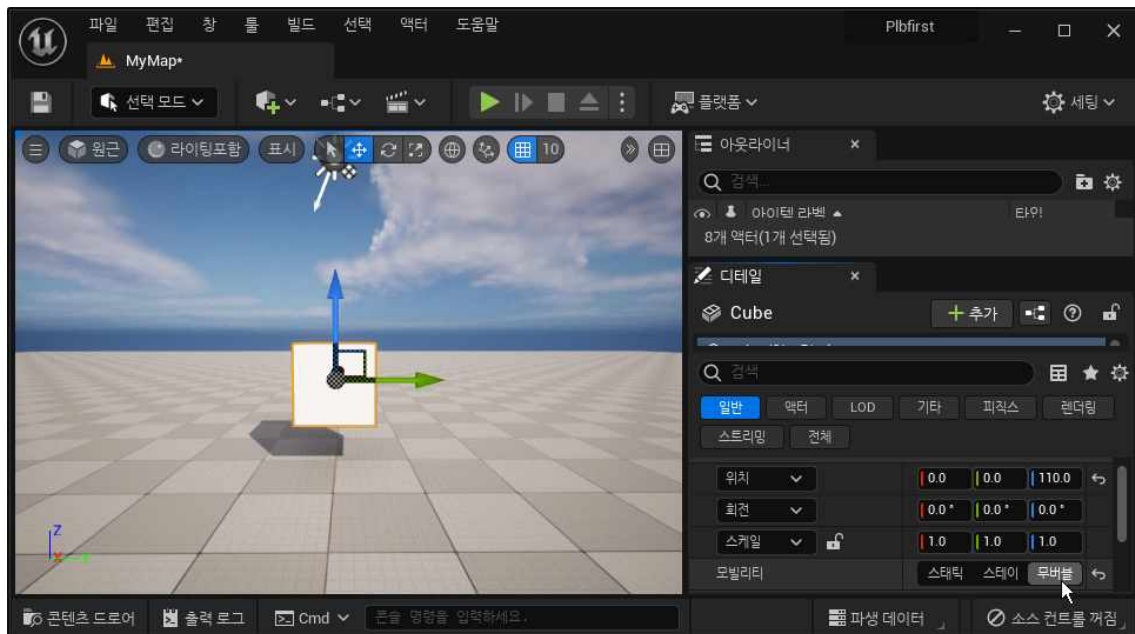 파일 편집 창 툴 빌드 선택 액터 도움말 Plbfirst
MyMap*
선택 모드 플랫폼 세팅
원근 라이팅포함 표시 10
아웃라이너
검색...
아이템 라벨 타입
8개 액터(1개 선택됨)
디테일
Cube 추가
검색
일반 액터 LOD 기타 피직스 렌더링
스트리밍 전체
위치 0.0 0.0 110.0
회전 0.0° 0.0° 0.0°
스케일 1.0 1.0 1.0
모빌리티 스태틱 스테이 무버블
Z
X
콘텐츠 드로어 출력 로그 Cmd 콘솔 명령을 입력하세요. 파생 데이터 소스 컨트롤 꺼짐